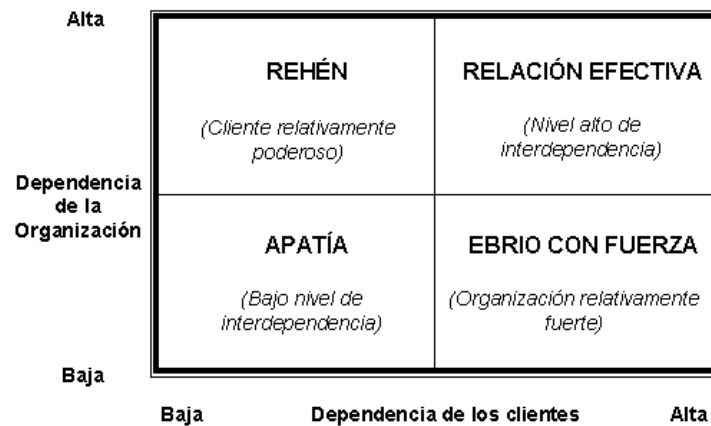 Alta
REHÉN
RELACIÓN EFECTIVA
(Cliente relativamente
poderoso)
(Nivel alto de
interdependencia)
Dependencia
de la
Organización
APATÍA
EBRIO CON FUERZA
(Bajo nivel de
interdependencia)
(Organización relativamente
fuerte)
Baja
Baja
Dependencia de los clientes
Alta